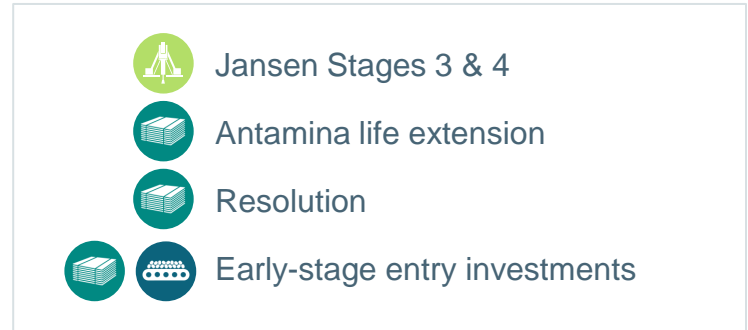 Jansen Stages 3 & 4
Antamina life extension
Resolution
Early-stage entry investments